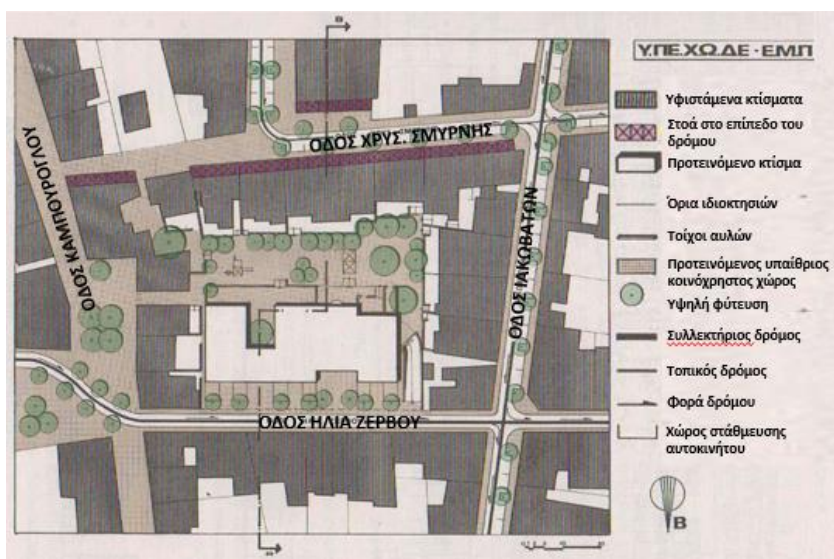 Υ.ΠΕ.ΧΩ.ΔΕ - ΕΜΠ
Υφιστάμενα κτίσματα
Στοά στο επίπεδο του
δρόμου
Προτεινόμενο κτίσμα
Όρια ιδιοκτησιών
Τοίχοι αυλών
Προτεινόμενος υπαίθριος
κοινόχρηστος χώρος
Υψηλή φύτευση
Συλλεκτήριος δρόμος
Τοπικός δρόμος
Φορά δρόμου
Χώρος στάθμευσης
αυτοκινήτου
Β
ΟΔΟΣ ΚΑΜΠΟΥΡΟΓΛΟΥ
ΟΔΟΣ ΧΡΥΣ. ΣΜΥΡΝΗΣ
ΟΔΟΣ ΙΑΚΩΒΑΤΩΝ
ΟΔΟΣ ΗΛΙΑ ΖΕΡΒΟΥ